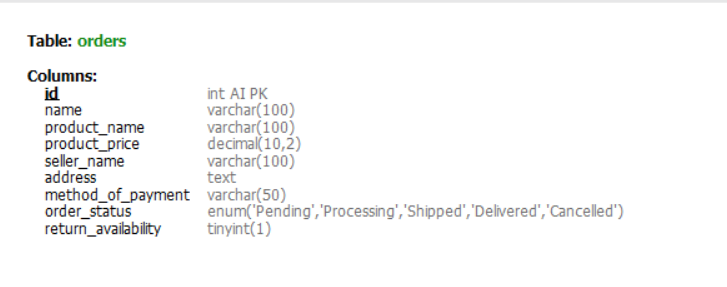 Table: orders
Columns:
id int AI PK
name varchar(100)
product_name varchar(100)
product_price decimal(10,2)
seller_name varchar(100)
address text
method_of_payment varchar(50)
order_status enum('Pending','Processing','Shipped','Delivered','Cancelled')
return_availability tinyint(1)